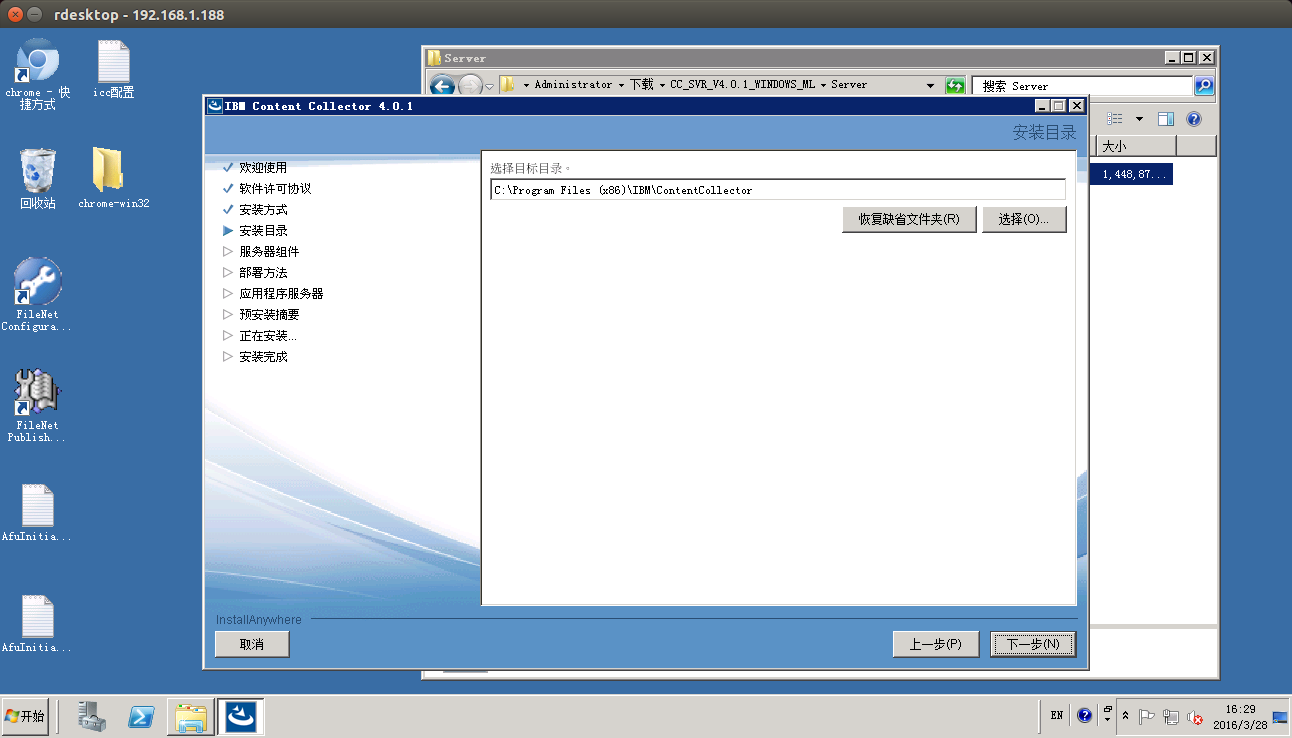 rdesktop - 192.168.1.188
chrome - 快
捷方式
icc配置
回收站
chrome-win32
FileNet
Configura...
FileNet
Publish...
AfuInitia...
AfuInitia...
Server
Administrator
下载
CC_SVR_V4.0.1_WINDOWS_ML
Server
搜索 Server
大小
1,448,87...
IBM Content Collector 4.0.1
安装目录
欢迎使用
软件许可协议
安装方式
安装目录
服务器组件
部署方法
应用程序服务器
预安装摘要
正在安装...
安装完成
选择目标目录。
C:\Program Files (x86)\IBM\ContentCollector
恢复缺省文件夹(R)
选择(O)...
InstallAnywhere
取消
上一步(P)
下一步(N)
开始
EN
16:29
2016/3/28